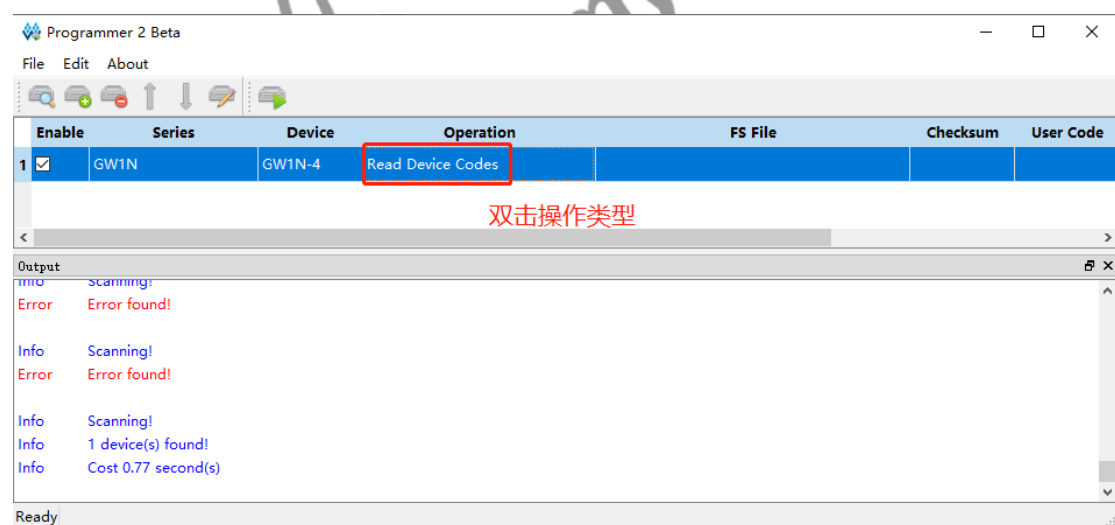 Programmer 2 Beta
File Edit About
Enable Series Device Operation FS File Checksum User Code
1 GW1N GW1N-4 Read Device Codes
双击操作类型
Output
Info Scanning!
Error Error found!
Info Scanning!
Error Error found!
Info Scanning!
Info 1 device(s) found!
Info Cost 0.77 second(s)
Ready